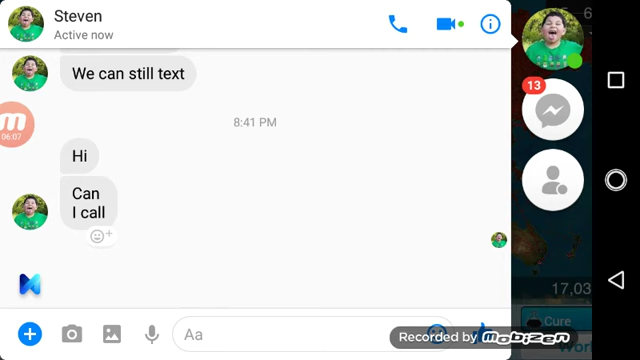 Steven
Active now
We can still text
8:41 PM
Hi
Can
I call
06:07
13
17,03
Aa
Cure
Recorded by mobizen